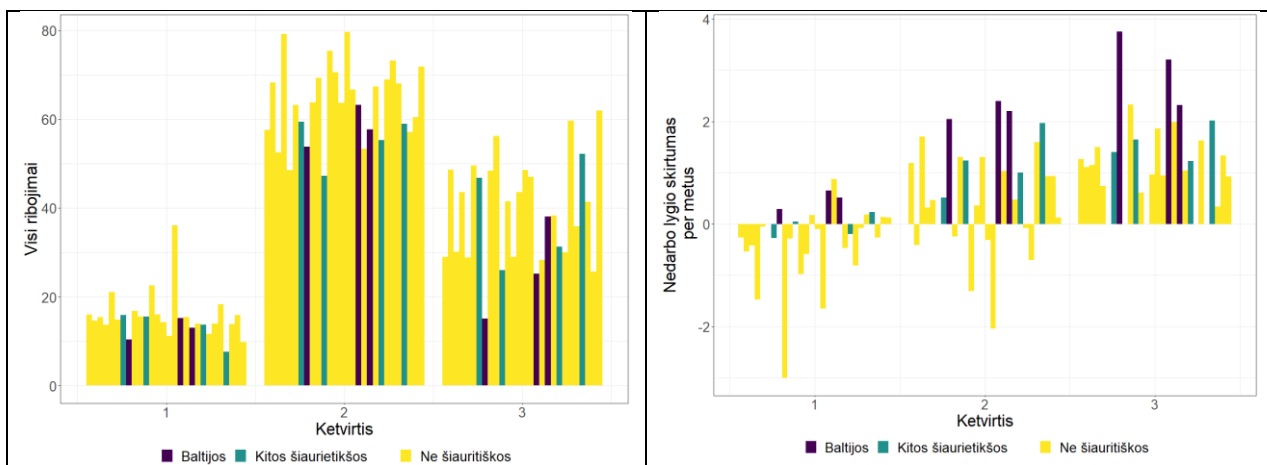 80
60
40
20
0
Visi ribojimai
1
2
3
Ketvirtis
Baltijos
Kitos šiaurietikšos
Ne šiauritiškos
4
2
0
-2
Nedarbo lygio skirtumas
per metus
1
2
3
Ketvirtis
Baltijos
Kitos šiaurietikšos
Ne šiauritiškos